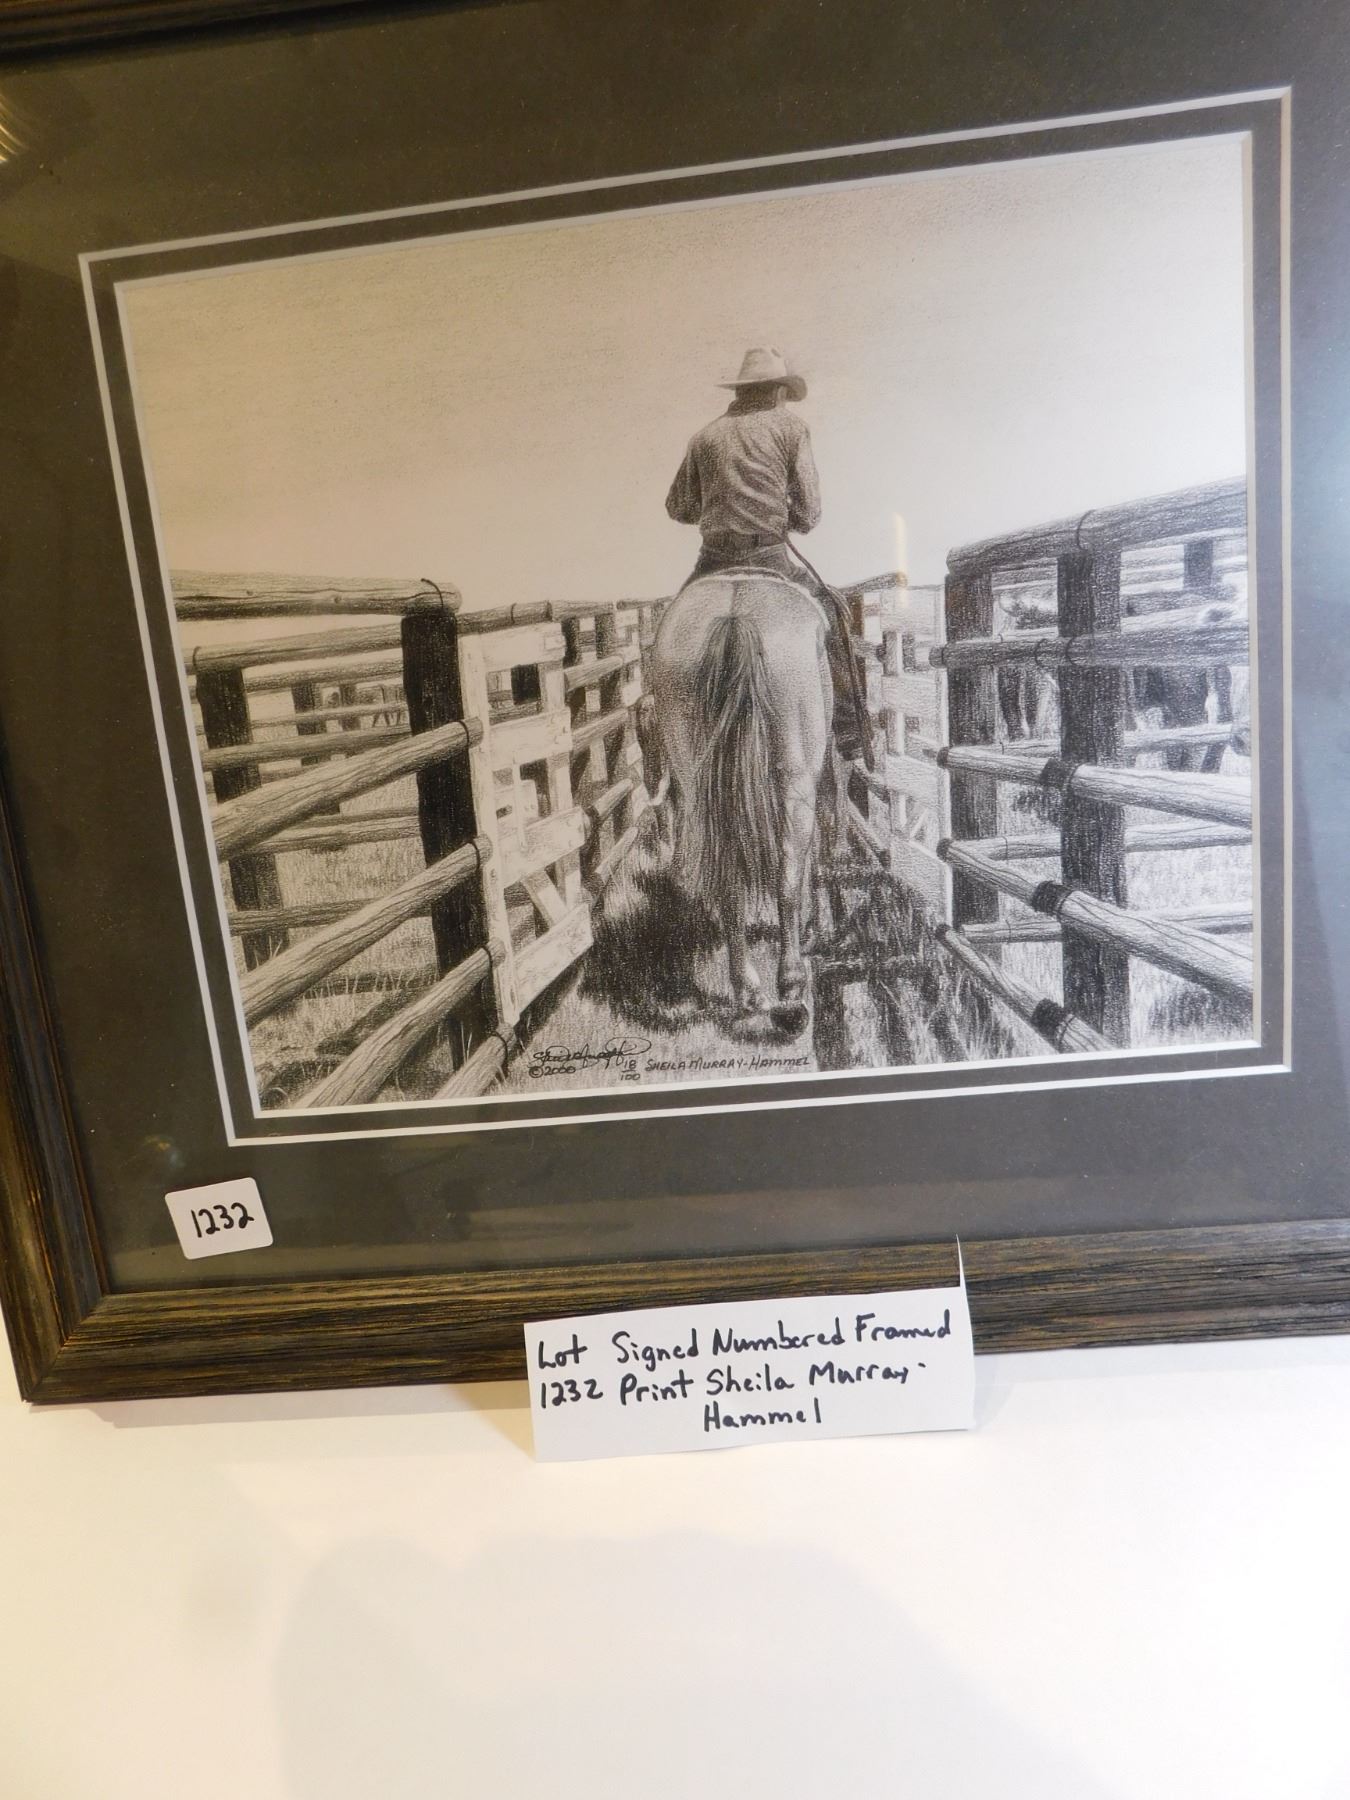 ©2000 18/100 SHEILA MURRAY-HAMMEL
1232
Lot Signed Numbered Framed
1232 Print Sheila Murray-
Hammel